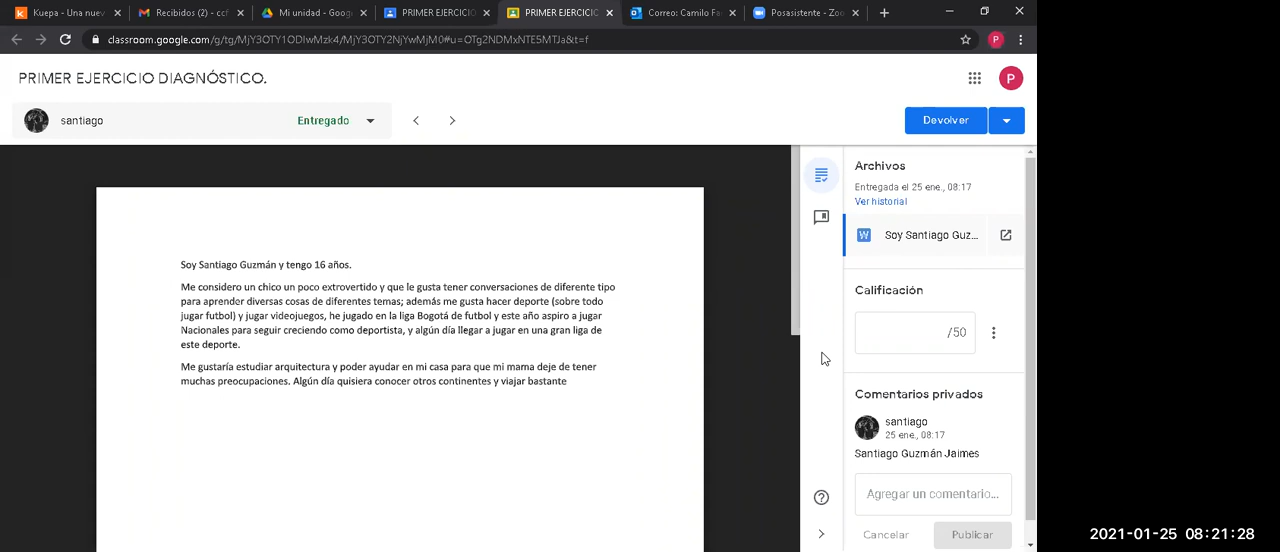 Kuepa - Una nuev
Recibidos (2) - ccf
Mi unidad - Goog
PRIMER EJERCICIO
PRIMER EJERCICIO
Correo: Camilo Fa
Posasistente - Zoo
PRIMER EJERCICIO DIAGNÓSTICO.
P
santiago
Entregado
Devolver
Archivos
Entregada el 25 ene., 08:17
Ver historial
Soy Santiago Guz...
Calificación
/50
Comentarios privados
santiago
25 ene., 08:17
Santiago Guzmán Jaimes
Agregar un comentario...
Cancelar
Publicar
Soy Santiago Guzmán y tengo 16 años.
Me considero un chico un poco extrovertido y que le gusta tener conversaciones de diferente tipo
para aprender diversas cosas de diferentes temas; además me gusta hacer deporte (sobre todo
jugar futbol) y jugar videojuegos, he jugado en la liga Bogotá de futbol y este año aspiro a jugar
Nacionales para seguir creciendo como deportista, y algún día llegar a jugar en una gran liga de
este deporte.
Me gustaría estudiar arquitectura y poder ayudar en mi casa para que mi mama deje de tener
muchas preocupaciones. Algún día quisiera conocer otros continentes y viajar bastante
2021-01-25 08:21:28